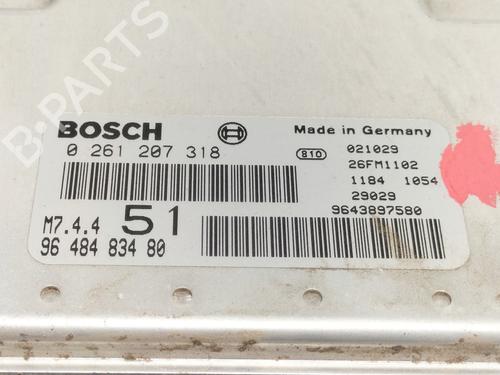 BOSCH
Made in Germany
0 261 207 318
810
021029
26FM1102
1184 1054
29029
9643897580
M7.4.4 51
96 484 834 80
B-PARTS